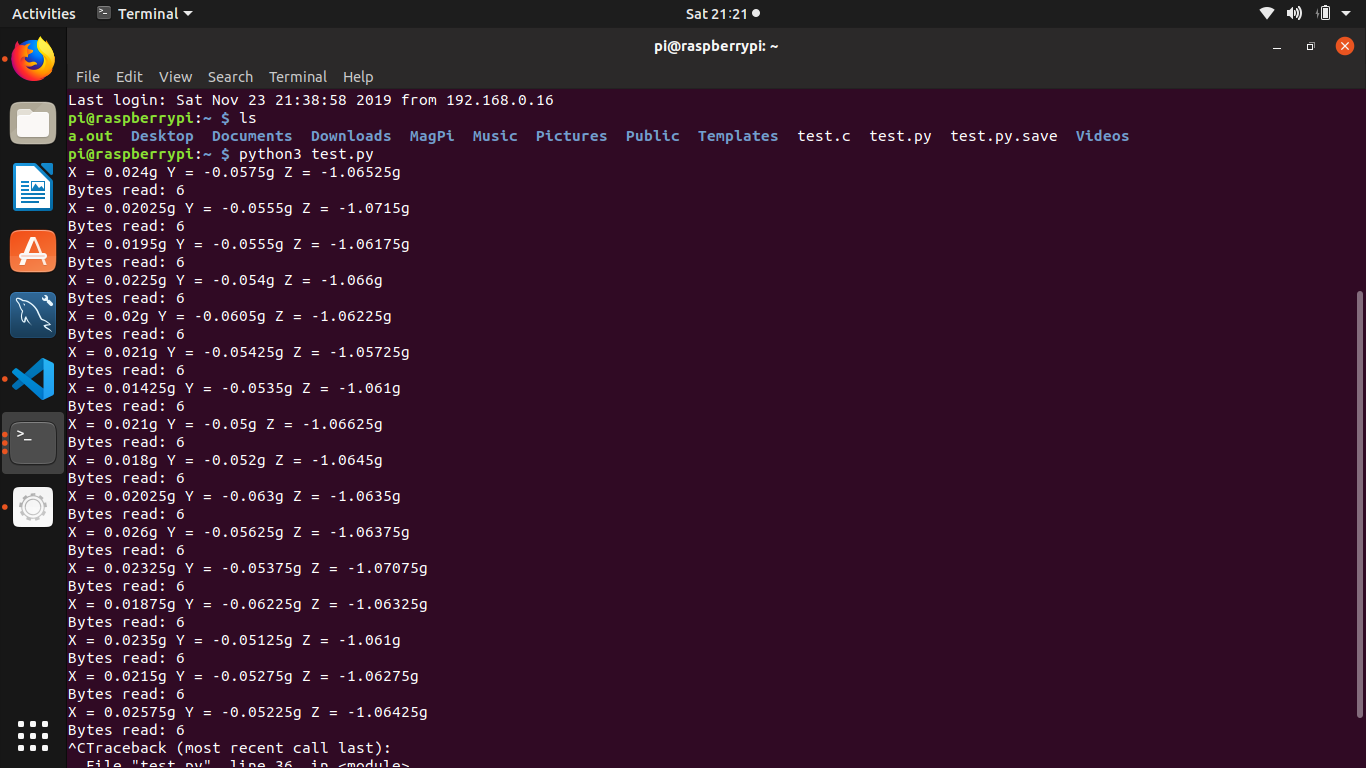 Activities Terminal Sat 21:21
pi@raspberrypi: ~
File Edit View Search Terminal Help
Last login: Sat Nov 23 21:38:58 2019 from 192.168.0.16
pi@raspberrypi:~ $ ls
a.out Desktop Documents Downloads MagPi Music Pictures Public Templates test.c test.py test.py.save Videos
pi@raspberrypi:~ $ python3 test.py
X = 0.024g Y = -0.0575g Z = -1.06525g
Bytes read: 6
X = 0.02025g Y = -0.0555g Z = -1.0715g
Bytes read: 6
X = 0.0195g Y = -0.0555g Z = -1.06175g
Bytes read: 6
X = 0.0225g Y = -0.054g Z = -1.066g
Bytes read: 6
X = 0.02g Y = -0.0605g Z = -1.06225g
Bytes read: 6
X = 0.021g Y = -0.05425g Z = -1.05725g
Bytes read: 6
X = 0.01425g Y = -0.0535g Z = -1.061g
Bytes read: 6
X = 0.021g Y = -0.05g Z = -1.06625g
Bytes read: 6
X = 0.018g Y = -0.052g Z = -1.0645g
Bytes read: 6
X = 0.02025g Y = -0.063g Z = -1.0635g
Bytes read: 6
X = 0.026g Y = -0.05625g Z = -1.06375g
Bytes read: 6
X = 0.02325g Y = -0.05375g Z = -1.07075g
Bytes read: 6
X = 0.01875g Y = -0.06225g Z = -1.06325g
Bytes read: 6
X = 0.0235g Y = -0.05125g Z = -1.061g
Bytes read: 6
X = 0.0215g Y = -0.05275g Z = -1.06275g
Bytes read: 6
X = 0.02575g Y = -0.05225g Z = -1.06425g
Bytes read: 6
^CTraceback (most recent call last):
File "test.py", line 36, in <module>